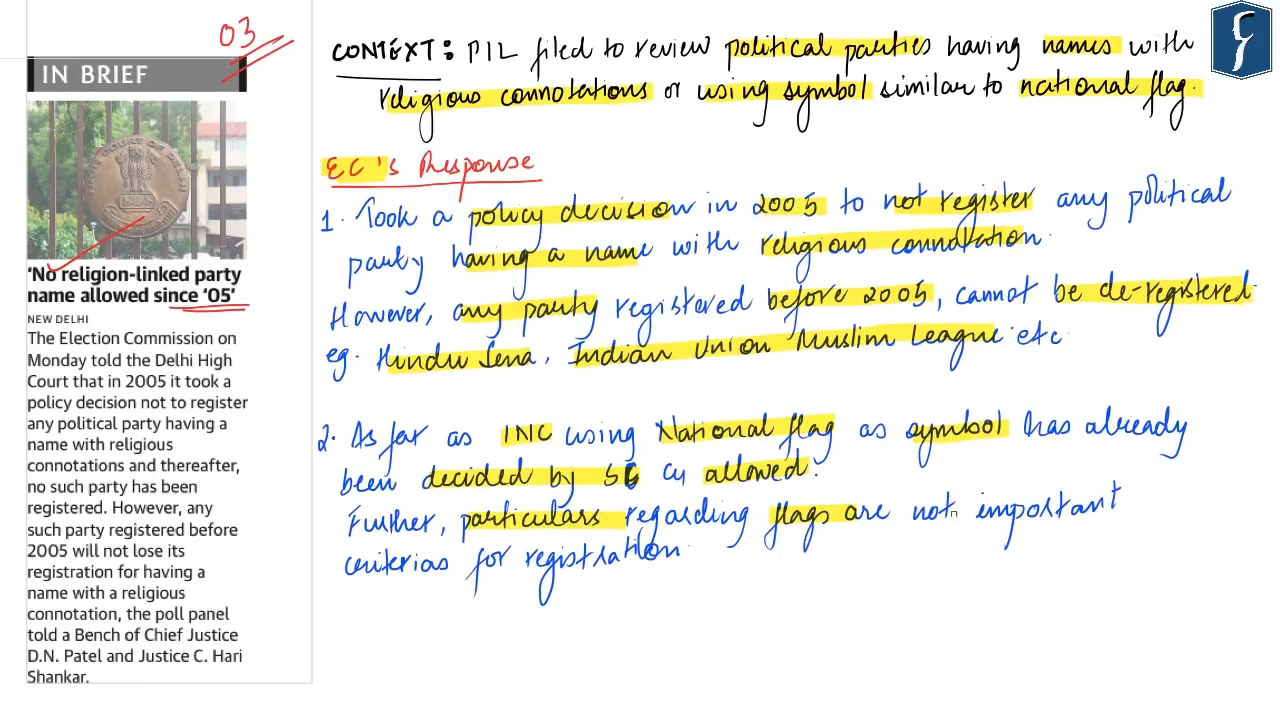 03
IN BRIEF
'No religion-linked party
name allowed since '05'
NEW DELHI
The Election Commission on
Monday told the Delhi High
Court that in 2005 it took a
policy decision not to register
any political party having a
name with religious
connotations and thereafter,
no such party has been
registered. However, any
such party registered before
2005 will not lose its
registration for having a
name with a religious
connotation, the poll panel
told a Bench of Chief Justice
D.N. Patel and Justice C. Hari
Shankar.
CONTEXT: PIL filed to review political parties having names with
religious connotations or using symbol similar to national flag.
EC's Response
1. Took a policy decision in 2005 to not register any political
party having a name with religious connotation.
However, any party registered before 2005, cannot be de-registered
eg. Hindu Sena, Indian Union Muslim League etc
2. As far as INC using National flag as symbol has already
been decided by SC allowed.
Further, particulars regarding flags are not important
criterias for registration.